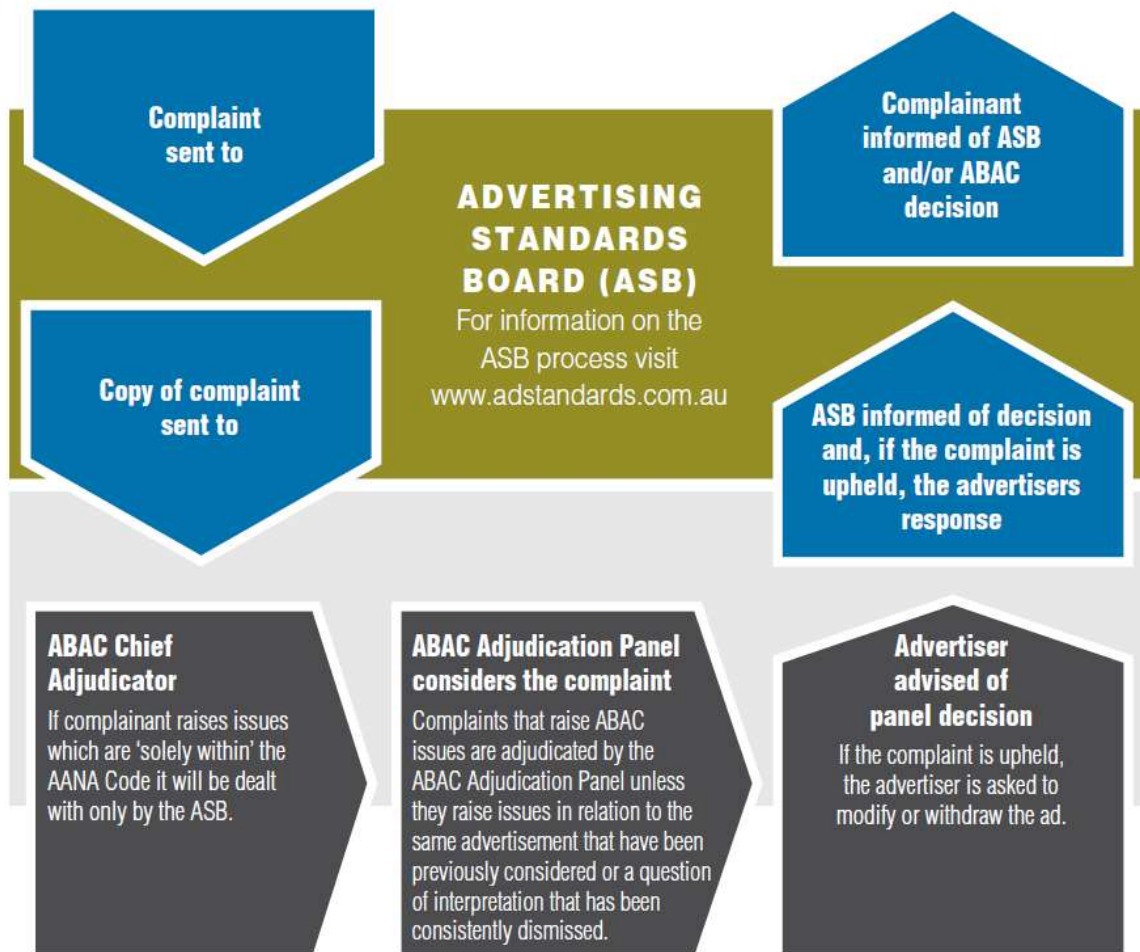 Complaint
sent to
ADVERTISING
STANDARDS
BOARD (ASB)
For information on the
ASB process visit
www.adstandards.com.au
Complainant
informed of ASB
and/or ABAC
decision
Copy of complaint
sent to
ASB informed of decision
and, if the complaint is
upheld, the advertisers
response
ABAC Chief
Adjudicator
If complainant raises issues
which are 'solely within' the
AANA Code it will be dealt
with only by the ASB.
ABAC Adjudication Panel
considers the complaint
Complaints that raise ABAC
issues are adjudicated by the
ABAC Adjudication Panel unless
they raise issues in relation to the
same advertisement that have been
previously considered or a question
of interpretation that has been
consistently dismissed.
Advertiser
advised of
panel decision
If the complaint is upheld,
the advertiser is asked to
modify or withdraw the ad.